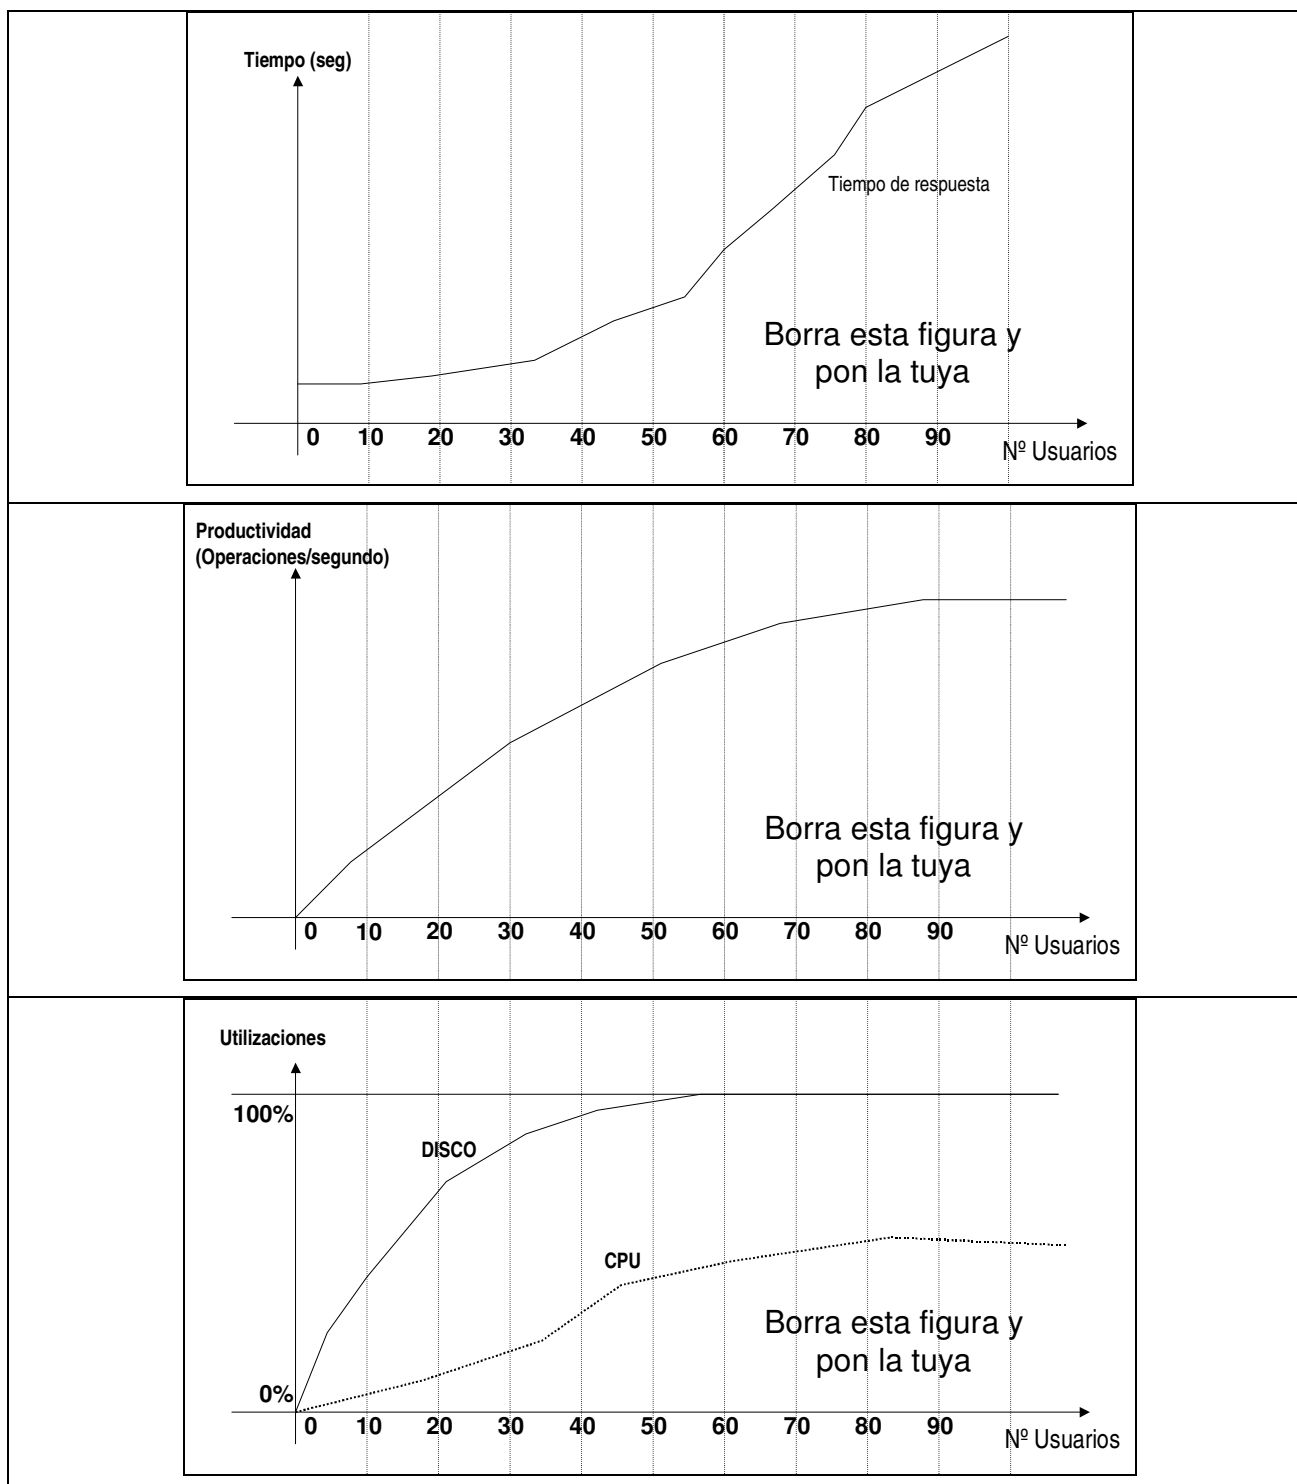 Tiempo (seg)
Tiempo de respuesta
Borra esta figura y
pon la tuya
0 10 20 30 40 50 60 70 80 90
Nº Usuarios
Productividad
(Operaciones/segundo)
Borra esta figura y
pon la tuya
0 10 20 30 40 50 60 70 80 90
Nº Usuarios
Utilizaciones
100%
DISCO
CPU
Borra esta figura y
pon la tuya
0%
0 10 20 30 40 50 60 70 80 90
Nº Usuarios